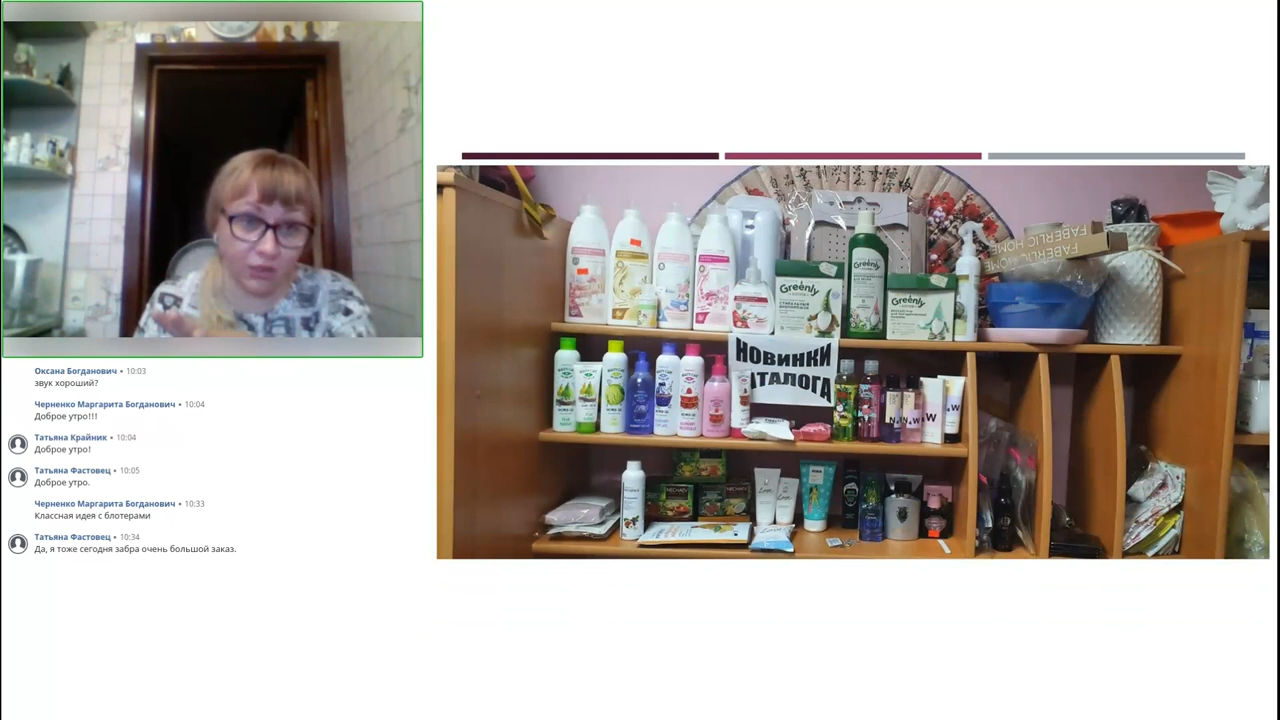 Оксана Богданович • 10:03
звук хороший?
Черненко Маргарита Богданович • 10:04
Доброе утро!!!
Татьяна Крайник • 10:04
Доброе утро!
Татьяна Фастовец • 10:05
Доброе утро.
Черненко Маргарита Богданович • 10:33
Классная идея с блотерами
Татьяна Фастовец • 10:34
Да, я тоже сегодня забра очень большой заказ.
FABERLIC HOME
FABERLIC HOME
Greenly
Greenly
Greenly
НОВИНКИ
АТАЛОГА